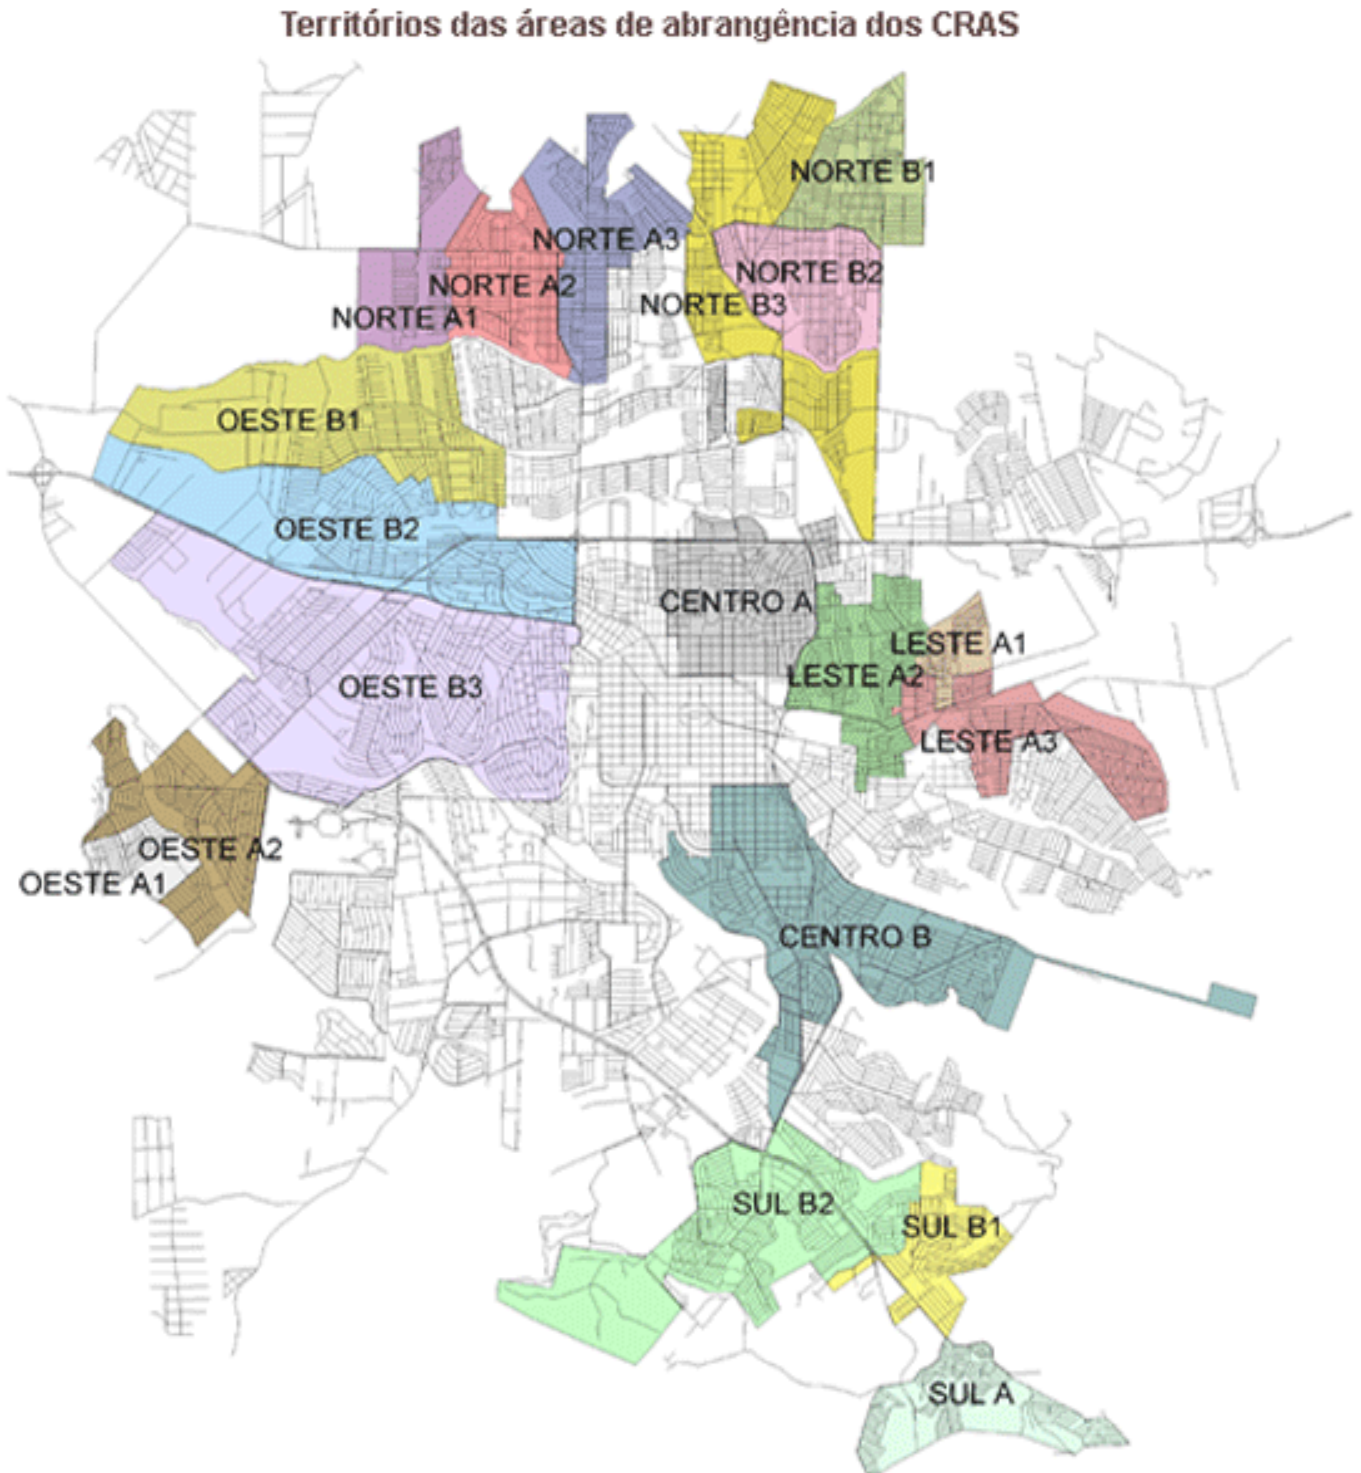 Territórios das áreas de abrangência dos CRAS
NORTE B1
NORTE A3
NORTE B2
NORTE A2
NORTE B3
NORTE A1
OESTE B1
OESTE B2
CENTRO A
LESTE A1
LESTE A2
OESTE B3
LESTE A3
OESTE A2
OESTE A1
CENTRO B
SUL B2
SUL B1
SUL A